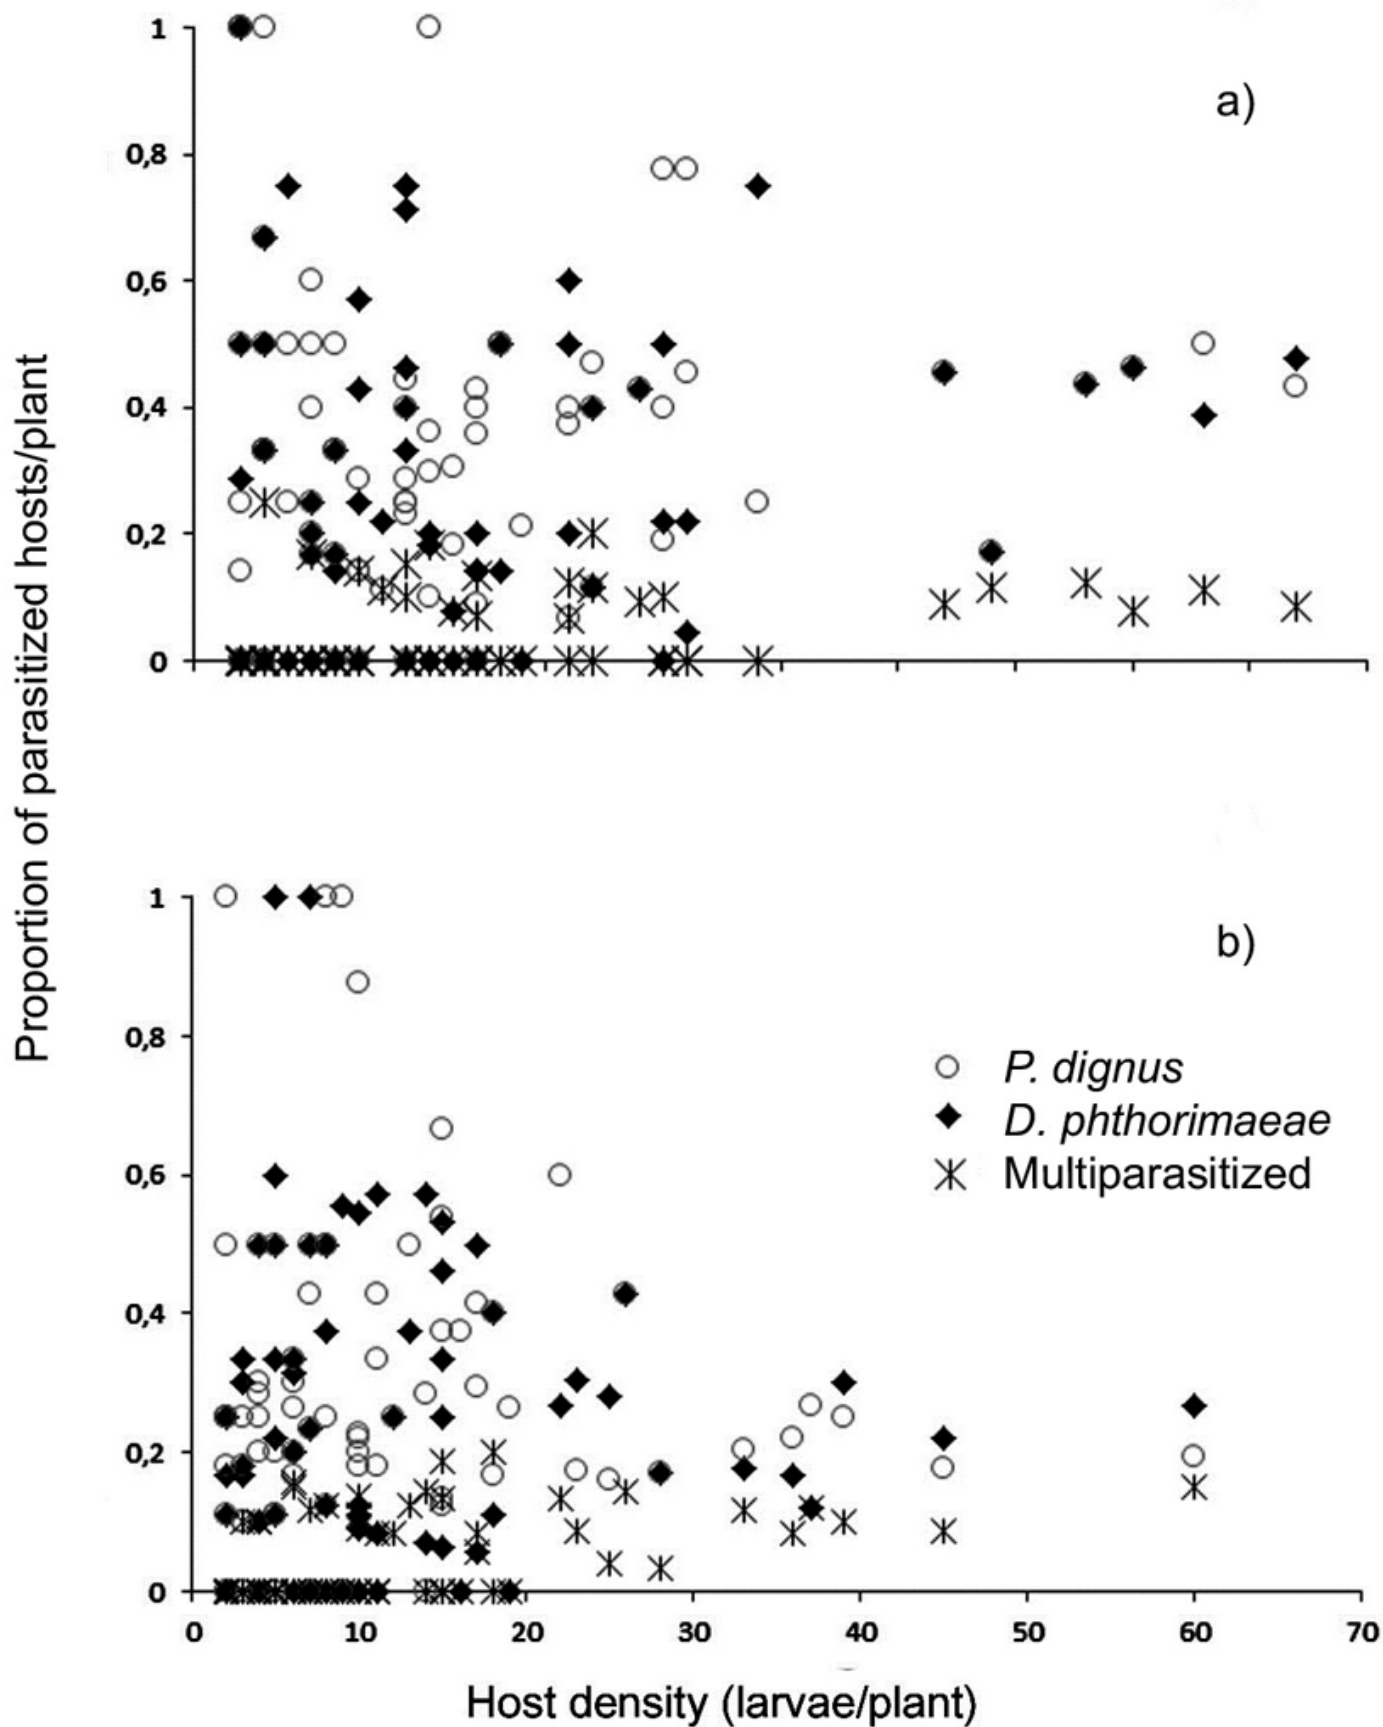 Proportion of parasitized hosts/plant
a)
1
0,8
0,6
0,4
0,2
0
b)
1
0,8
0,6
0,4
0,2
0
P. dignus
D. phthorimaeae
Multiparasitized
0 10 20 30 40 50 60 70
Host density (larvae/plant)